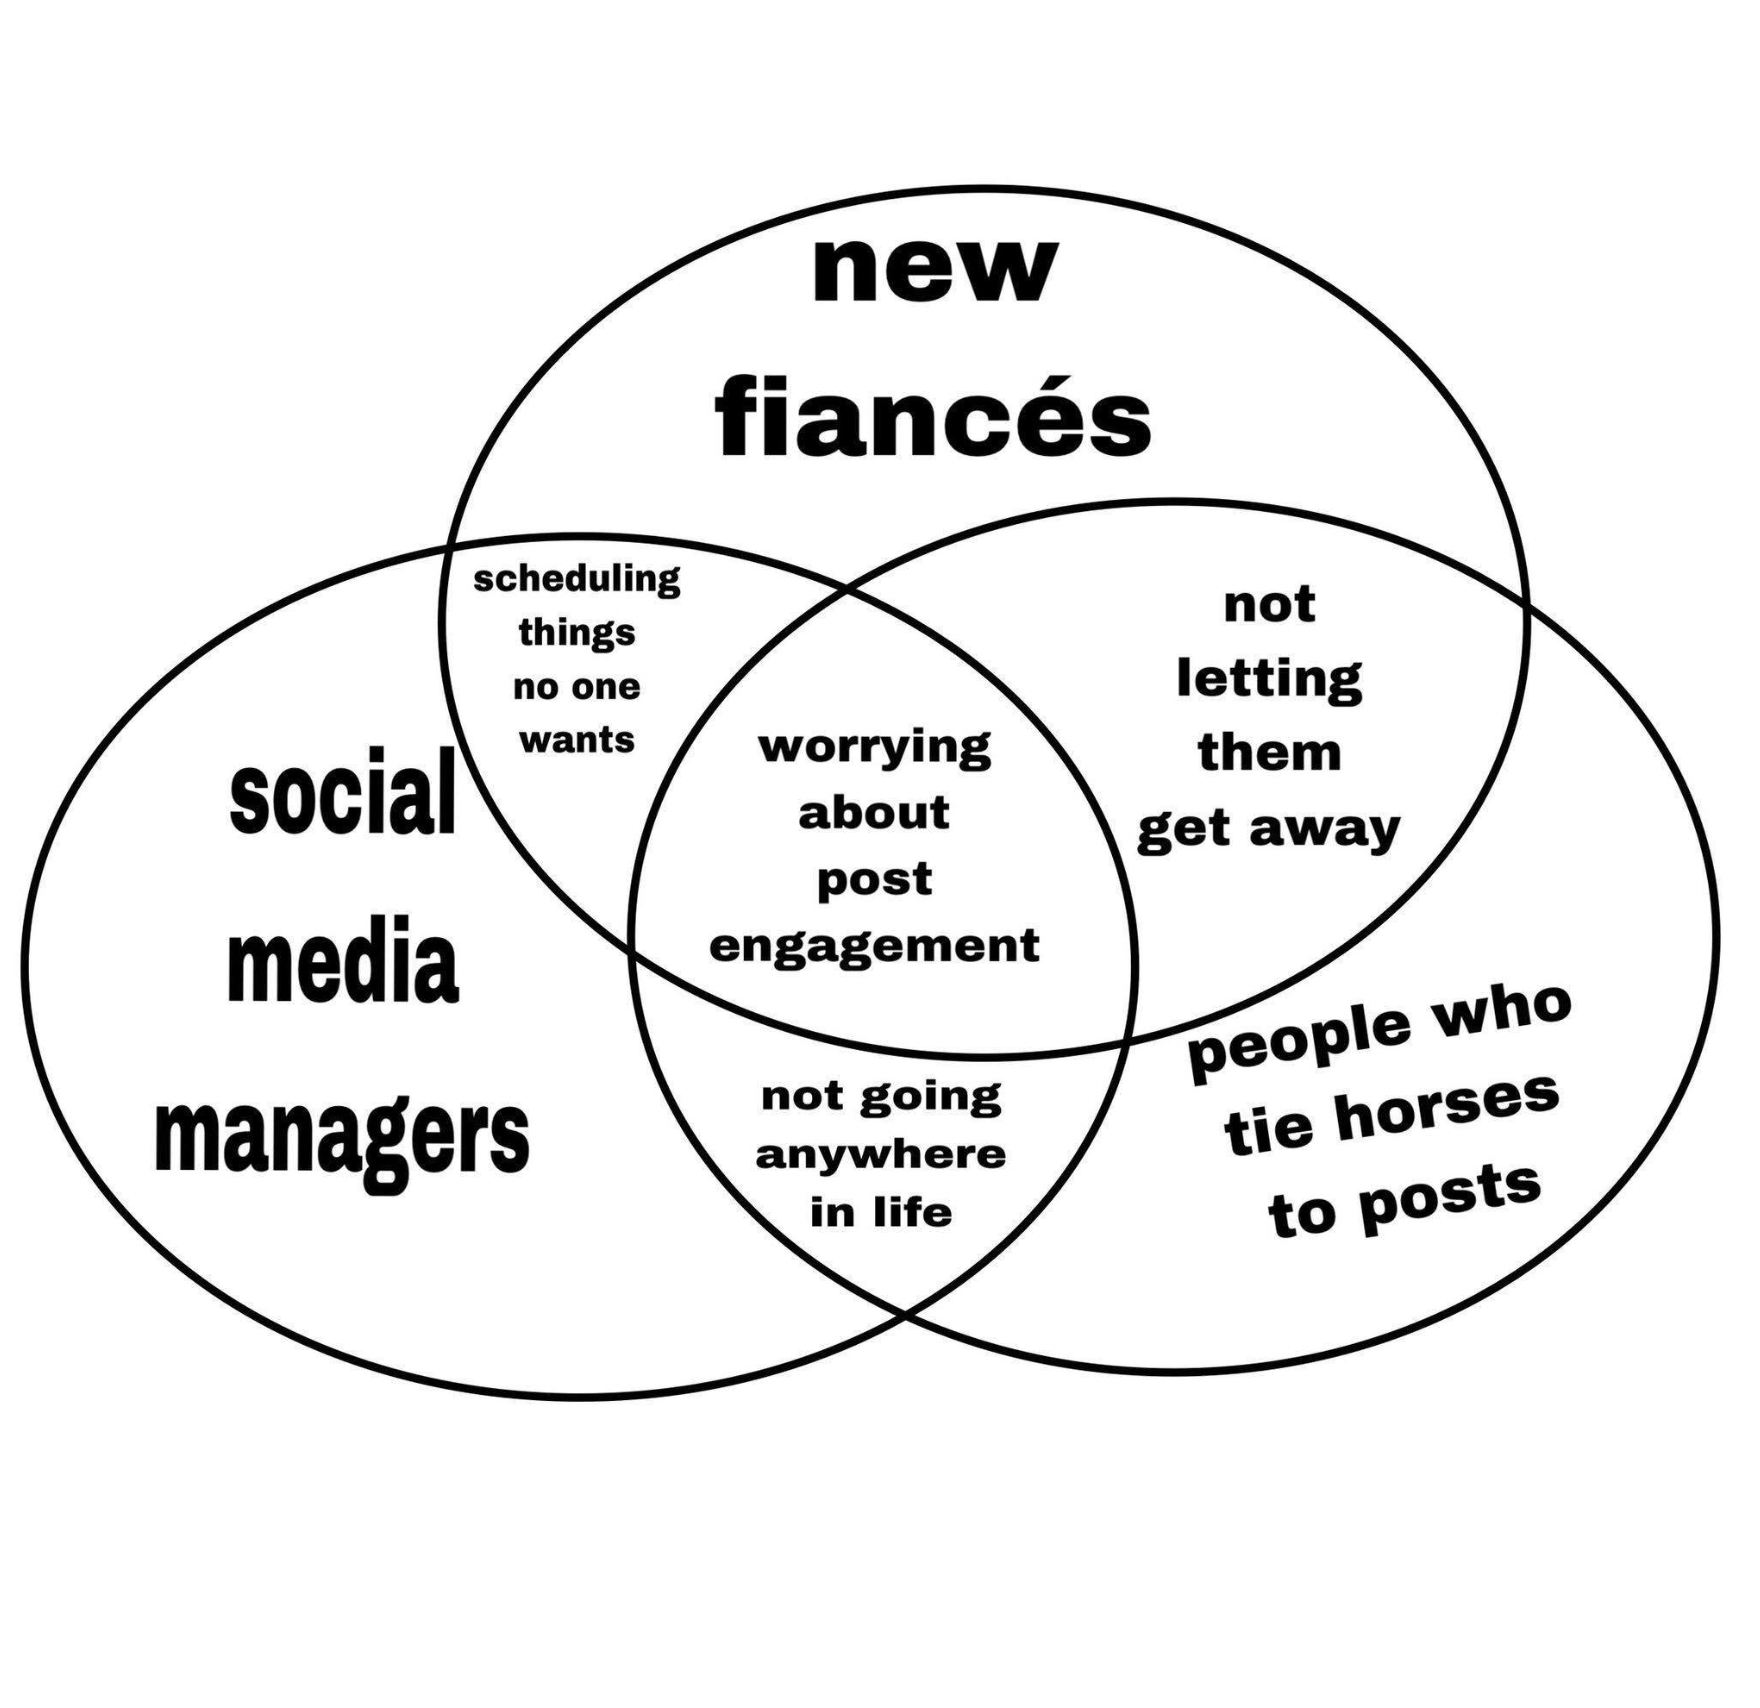 new
fiancés
scheduling
things
no one
wants
not
letting
them
get away
worrying
about
post
engagement
social
media
managers
not going
anywhere
in life
people who
tie horses
to posts